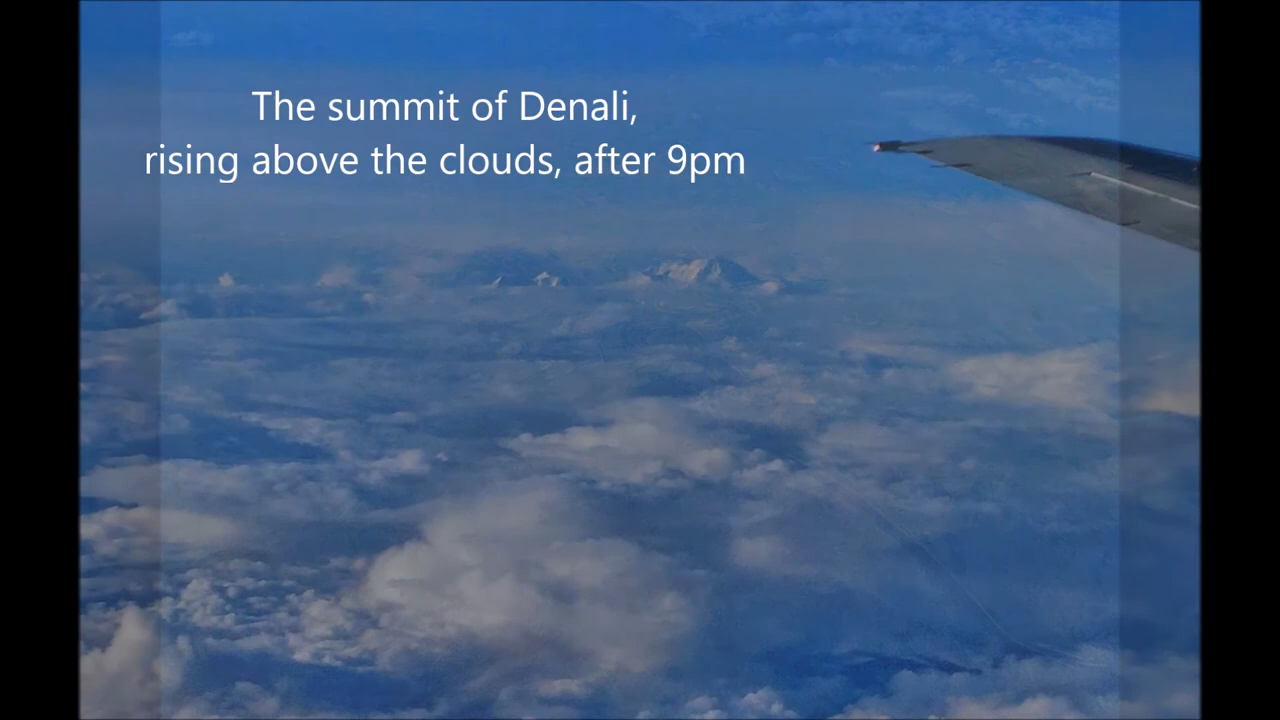 The summit of Denali,
rising above the clouds, after 9pm